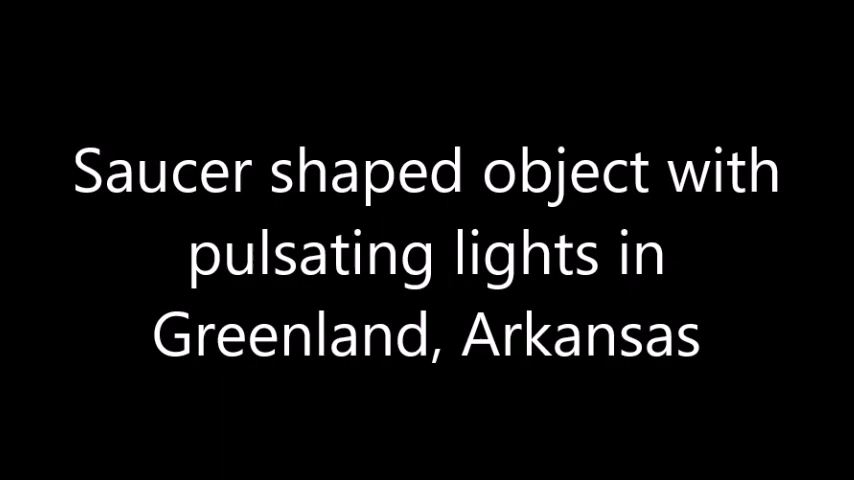 Saucer shaped object with
pulsating lights in
Greenland, Arkansas